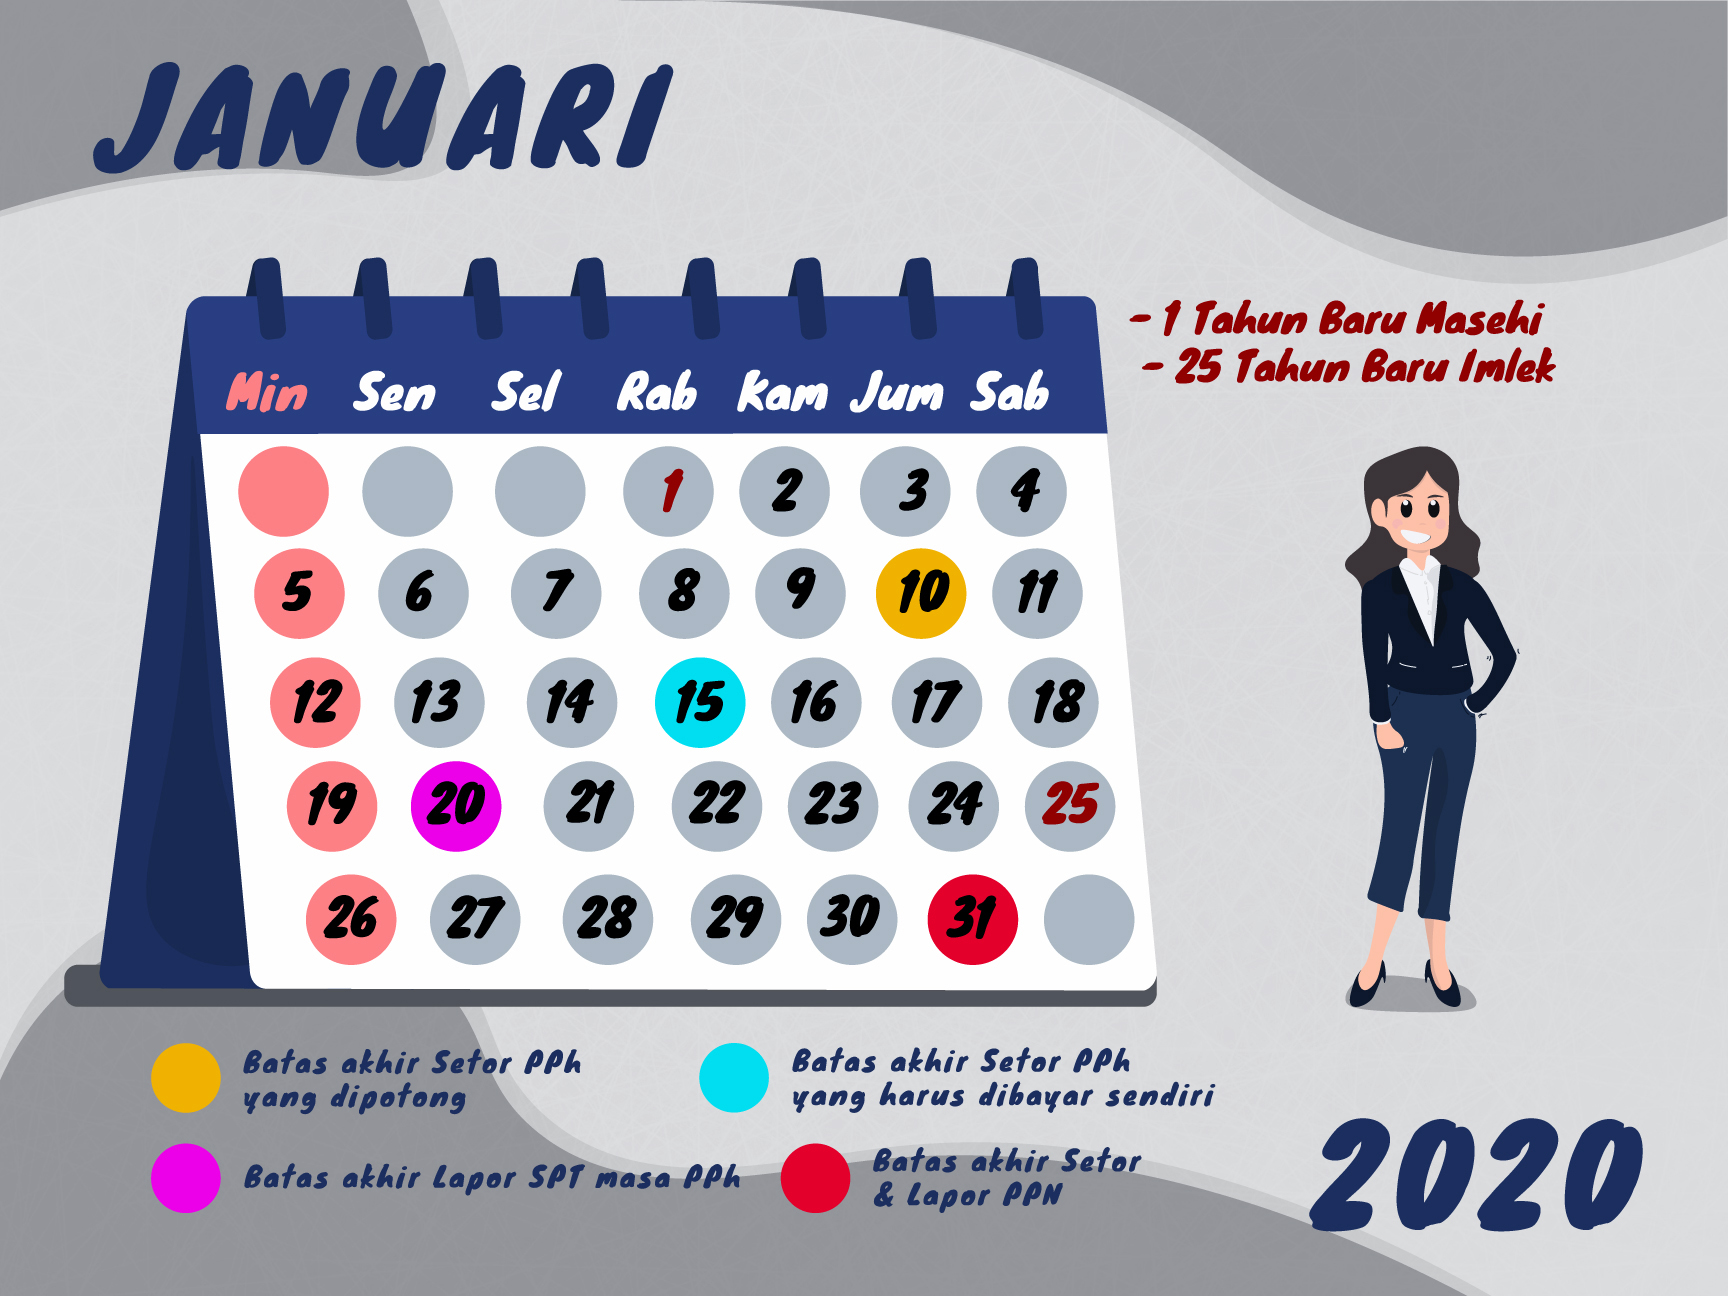 JANUARI
- 1 Tahun Baru Masehi
- 25 Tahun Baru Imlek
Min Sen Sel Rab Kam Jum Sab
1 2 3 4
5 6 7 8 9 10 11
12 13 14 15 16 17 18
19 20 21 22 23 24 25
26 27 28 29 30 31
Batas akhir Setor PPh
yang dipotong
Batas akhir Setor PPh
yang harus dibayar sendiri
Batas akhir Lapor SPT masa PPh
Batas akhir Setor
& Lapor PPN
2020